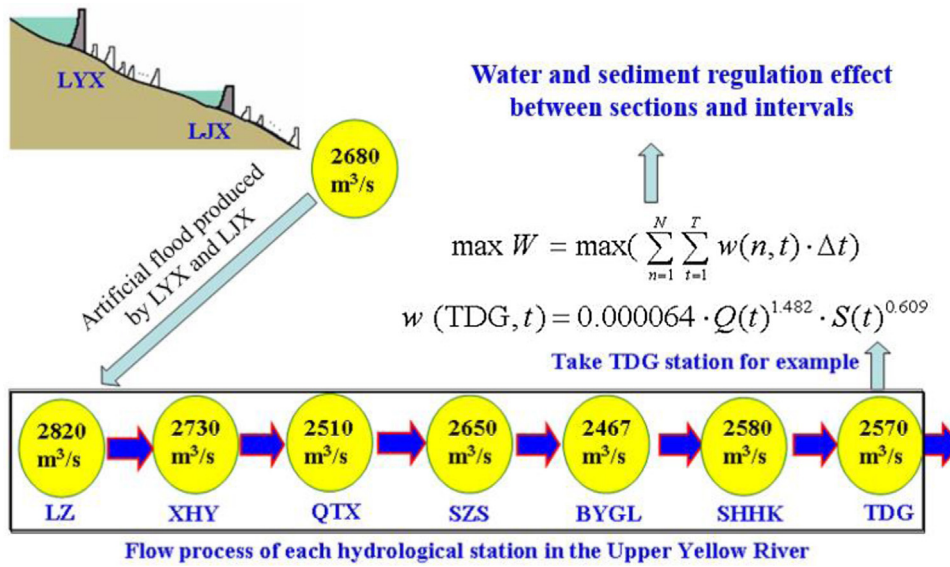 LYX
LJX
Water and sediment regulation effect
between sections and intervals
2680
m³/s
Artificial flood produced
by LYX and LJX
max W = max( \sum_{n=1}^{N} \sum_{t=1}^{T} w(n, t) · Δt)
w (TDG, t) = 0.000064 · Q(t)^{1.482} · S(t)^{0.609}
Take TDG station for example
2820 2730 2510 2650 2467 2580 2570
m³/s m³/s m³/s m³/s m³/s m³/s m³/s
LZ XHY QTX SZS BYGL SHHK TDG
Flow process of each hydrological station in the Upper Yellow River